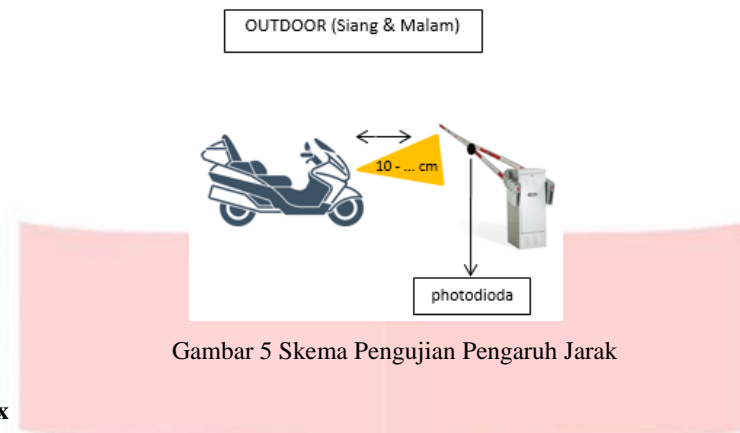 OUTDOOR (Siang & Malam)
10 - ... cm
photodioda
Gambar 5 Skema Pengujian Pengaruh Jarak
x